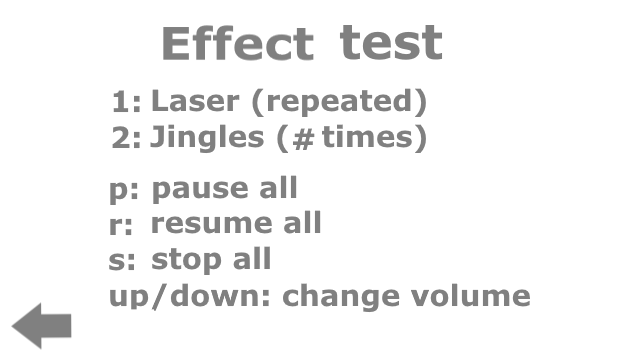 Effect test
1: Laser (repeated)
2: Jingles (# times)
p: pause all
r: resume all
s: stop all
up/down: change volume